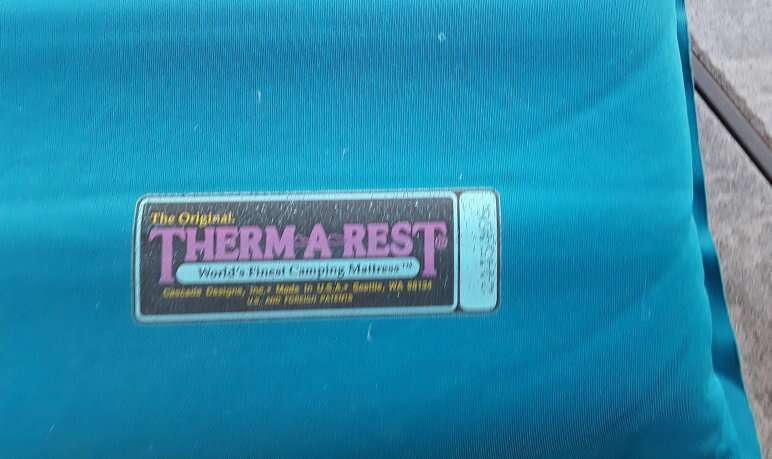 The Original.
THERM-A-REST®
World's Finest Camping Mattress™
Cascade Designs, Inc. • Made in U.S.A. • Seattle, WA 98134
U.S. AND FOREIGN PATENTS